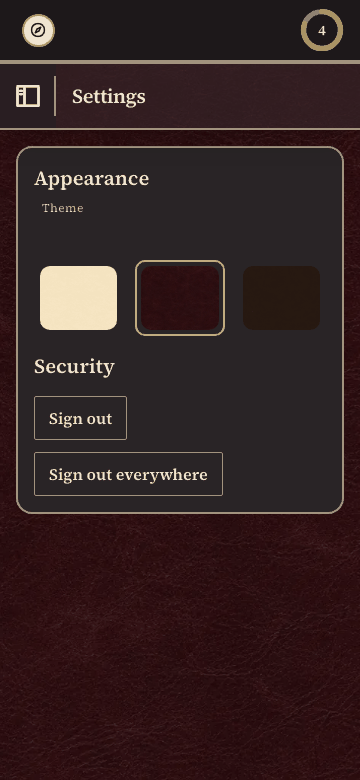 4
Settings
Appearance
Theme
Security
Sign out
Sign out everywhere